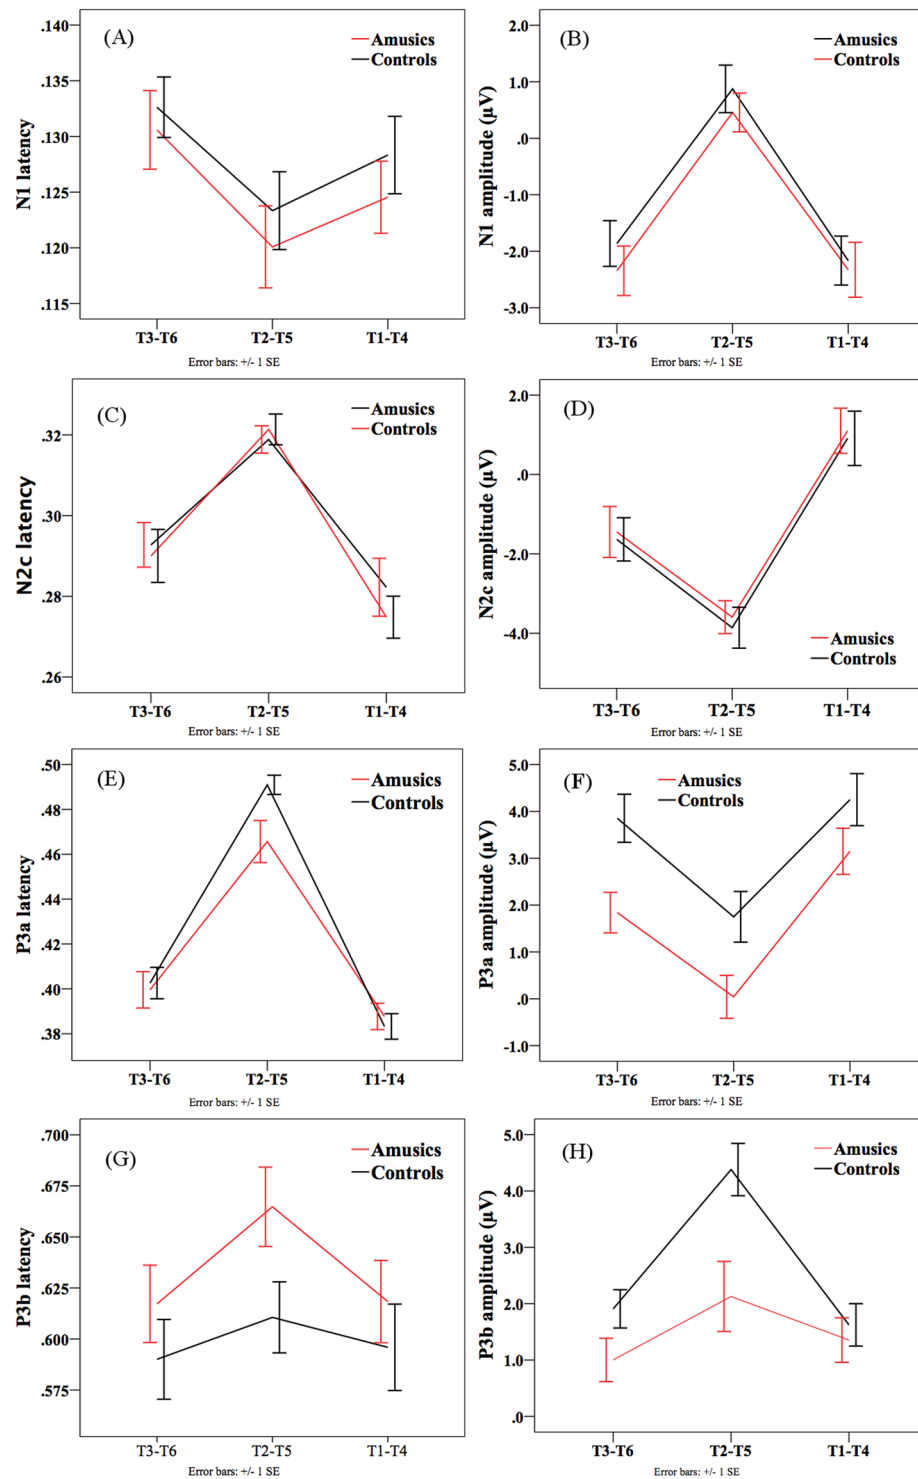 (A)
Amusics
Controls
N1 latency
.140
.135
.130
.125
.120
.115
T3-T6 T2-T5 T1-T4
Error bars: +/- 1 SE
(B)
Amusics
Controls
N1 amplitude (µV)
2.0
1.0
.0
-1.0
-2.0
-3.0
T3-T6 T2-T5 T1-T4
Error bars: +/- 1 SE
(C)
Amusics
Controls
N2c latency
.32
.30
.28
.26
T3-T6 T2-T5 T1-T4
Error bars: +/- 1 SE
(D)
Amusics
Controls
N2c amplitude (µV)
2.0
.0
-2.0
-4.0
T3-T6 T2-T5 T1-T4
Error bars: +/- 1 SE
(E)
Amusics
Controls
P3a latency
.50
.48
.46
.44
.42
.40
.38
T3-T6 T2-T5 T1-T4
Error bars: +/- 1 SE
(F)
Amusics
Controls
P3a amplitude (µV)
5.0
4.0
3.0
2.0
1.0
.0
-1.0
T3-T6 T2-T5 T1-T4
Error bars: +/- 1 SE
(G)
Amusics
Controls
P3b latency
.700
.675
.650
.625
.600
.575
T3-T6 T2-T5 T1-T4
Error bars: +/- 1 SE
(H)
Amusics
Controls
P3b amplitude (µV)
5.0
4.0
3.0
2.0
1.0
.0
T3-T6 T2-T5 T1-T4
Error bars: +/- 1 SE